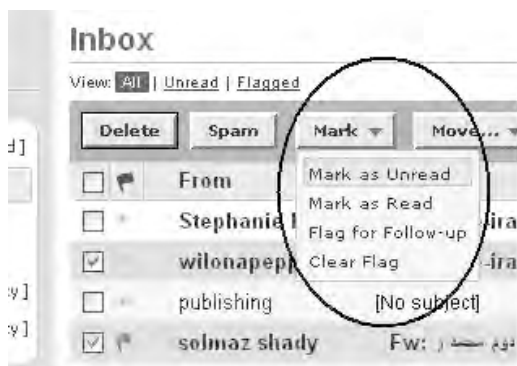 Inbox
View: All | Unread | Flagged
Delete Spam Mark Move...
From
Mark as Unread
Mark as Read
Flag for Follow-up
Clear Flag
Stephanie
wilonapepp
publishing [No subject]
solmaz shady Fw: